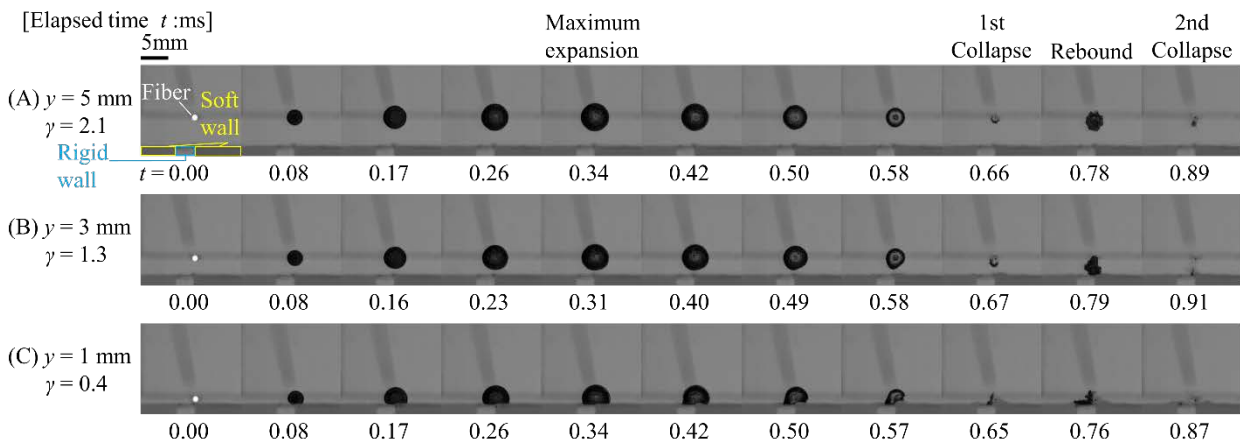 [Elapsed time t :ms]
5mm
Maximum
expansion
1st
Collapse
Rebound
2nd
Collapse
(A) y = 5 mm
γ = 2.1
Fiber
Soft
wall
Rigid
wall
t = 0.00 0.08 0.17 0.26 0.34 0.42 0.50 0.58 0.66 0.78 0.89
(B) y = 3 mm
γ = 1.3
0.00 0.08 0.16 0.23 0.31 0.40 0.49 0.58 0.67 0.79 0.91
(C) y = 1 mm
γ = 0.4
0.00 0.08 0.17 0.26 0.34 0.42 0.50 0.57 0.65 0.76 0.87